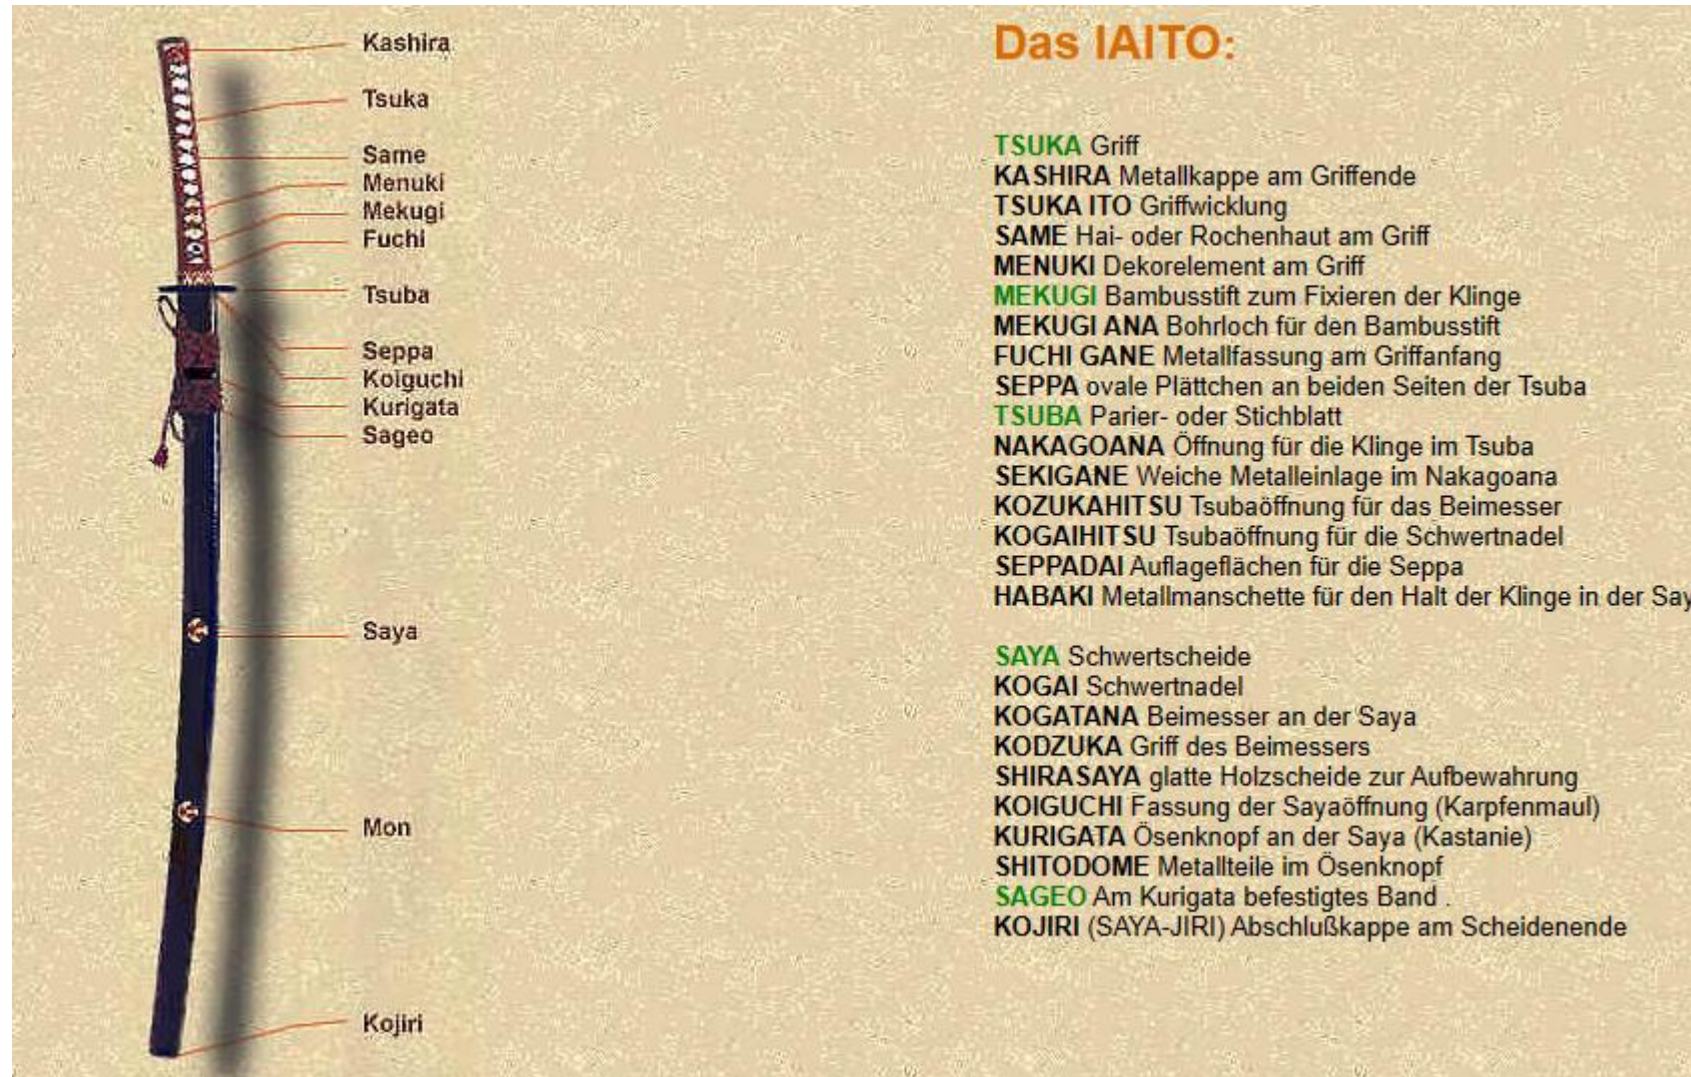 Kashira
Tsuka
Same
Menuki
Mekugi
Fuchi
Tsuba
Seppa
Koiguchi
Kurigata
Sageo
Saya
Mon
Kojiri
Das IAITO:
TSUKA Griff
KASHIRA Metallkappe am Griffende
TSUKA ITO Griffwicklung
SAME Hai- oder Rochenhaut am Griff
MENUKI Dekorelement am Griff
MEKUGI Bambusstift zum Fixieren der Klinge
MEKUGI ANA Bohrloch für den Bambusstift
FUCHI GANE Metallfassung am Griffanfang
SEPPA ovale Plättchen an beiden Seiten der Tsuba
TSUBA Parier- oder Stichblatt
NAKAGOANA Öffnung für die Klinge im Tsuba
SEKIGANE Weiche Metalleinlage im Nakagoana
KOZUKAHITSU Tsubaöffnung für das Beimesser
KOGAIHITSU Tsubaöffnung für die Schwertnadel
SEPPADAI Auflageflächen für die Seppa
HABAKI Metallmanschette für den Halt der Klinge in der Say
SAYA Schwertscheide
KOGAI Schwertnadel
KOGATANA Beimesser an der Saya
KODZUKA Griff des Beimessers
SHIRASAYA glatte Holzscheide zur Aufbewahrung
KOIGUCHI Fassung der Sayaöffnung (Karpfenmaul)
KURIGATA Ösenknopf an der Saya (Kastanie)
SHITODOME Metallteile im Ösenknopf
SAGEO Am Kurigata befestigtes Band .
KOJIRI (SAYA-JIRI) Abschlußkappe am Scheidenende